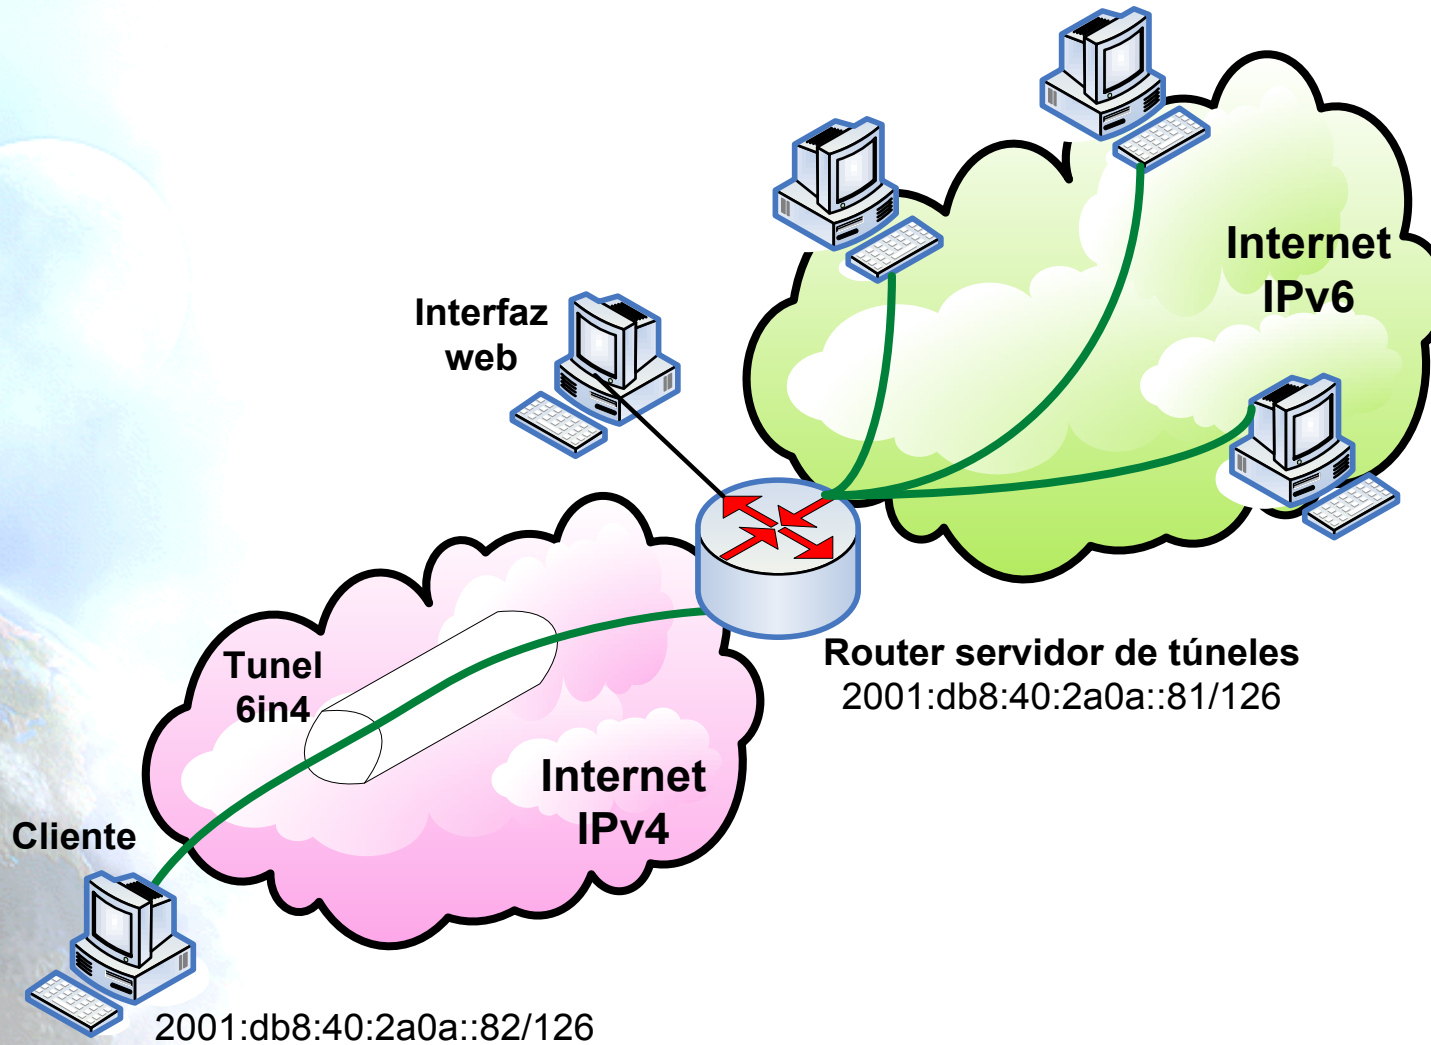 Internet
IPv6
Interfaz
web
Router servidor de túneles
2001:db8:40:2a0a::81/126
Tunel
6in4
Internet
IPv4
Cliente
2001:db8:40:2a0a::82/126